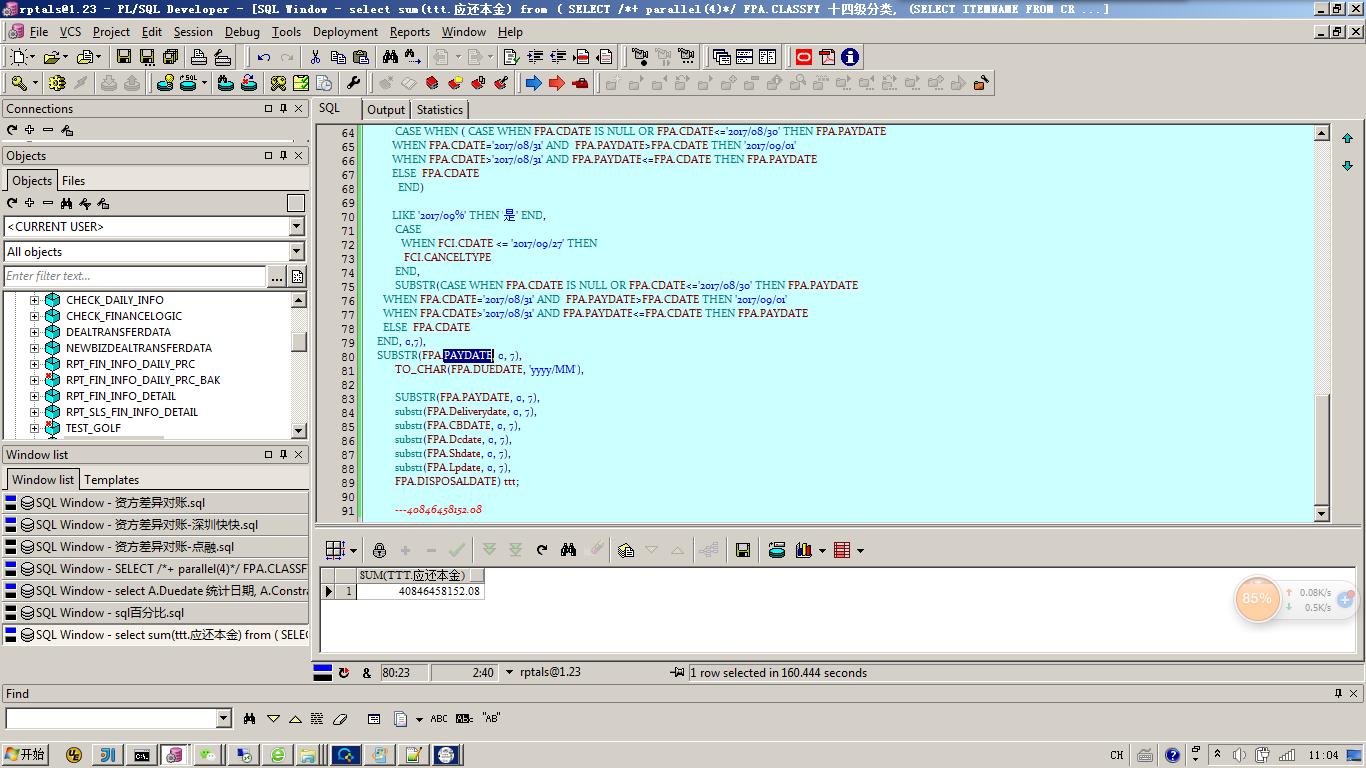 rptals@1.23 - PL/SQL Developer - [SQL Window - select sum(ttt.应还本金) from ( SELECT /*+ parallel(4)*/ FPA.CLASSFY 十四级分类, (SELECT ITEMNAME FROM CR ...]
File VCS Project Edit Session Debug Tools Deployment Reports Window Help
Connections
Objects
Objects Files
<CURRENT USER>
All objects
Enter filter text...
CHECK_DAILY_INFO
CHECK_FINANCELOGIC
DEALTRANSFERDATA
NEWBIZDEALTRANSFERDATA
RPT_FIN_INFO_DAILY_PRC
RPT_FIN_INFO_DAILY_PRC_BAK
RPT_FIN_INFO_DETAIL
RPT_SLS_FIN_INFO_DETAIL
TEST_GOLF
Window list
Window list Templates
SQL Window - 资方差异对账.sql
SQL Window - 资方差异对账-深圳快快.sql
SQL Window - 资方差异对账-点融.sql
SQL Window - SELECT /*+ parallel(4)*/ FPA.CLASSF
SQL Window - select A.Duedate 统计日期, A.Constra
SQL Window - sql百分比.sql
SQL Window - select sum(ttt.应还本金) from ( SELE
SQL Output Statistics
64 CASE WHEN ( CASE WHEN FPA.CDATE IS NULL OR FPA.CDATE<='2017/08/30' THEN FPA.PAYDATE
65 WHEN FPA.CDATE='2017/08/31' AND FPA.PAYDATE>FPA.CDATE THEN '2017/09/01'
66 WHEN FPA.CDATE>'2017/08/31' AND FPA.PAYDATE<=FPA.CDATE THEN FPA.PAYDATE
67 ELSE FPA.CDATE
68 END)
69
70 LIKE '2017/09%' THEN '是' END,
71 CASE
72 WHEN FCI.CDATE <= '2017/09/27' THEN
73 FCI.CANCELTYPE
74 END,
75 SUBSTR(CASE WHEN FPA.CDATE IS NULL OR FPA.CDATE<='2017/08/30' THEN FPA.PAYDATE
76 WHEN FPA.CDATE='2017/08/31' AND FPA.PAYDATE>FPA.CDATE THEN '2017/09/01'
77 WHEN FPA.CDATE>'2017/08/31' AND FPA.PAYDATE<=FPA.CDATE THEN FPA.PAYDATE
78 ELSE FPA.CDATE
79 END, 0,7),
80 SUBSTR(FPA.PAYDATE, 0, 7),
81 TO_CHAR(FPA.DUEDATE, 'yyyy/MM'),
82
83 SUBSTR(FPA.PAYDATE, 0, 7),
84 substr(FPA.Deliverydate, 0, 7),
85 substr(FPA.CBDATE, 0, 7),
86 substr(FPA.Dcdate, 0, 7),
87 substr(FPA.Shdate, 0, 7),
88 substr(FPA.Lpdate, 0, 7),
89 FPA.DISPOSALDATE) ttt;
90
91 ---40846458152.08
SUM(TTT.应还本金)
1 40846458152.08
85% 0.08K/s
0.5K/s
& 80:23 2:40 rptals@1.23 1 row selected in 160.444 seconds
Find
ABC "AB"
开始 CH 11:04